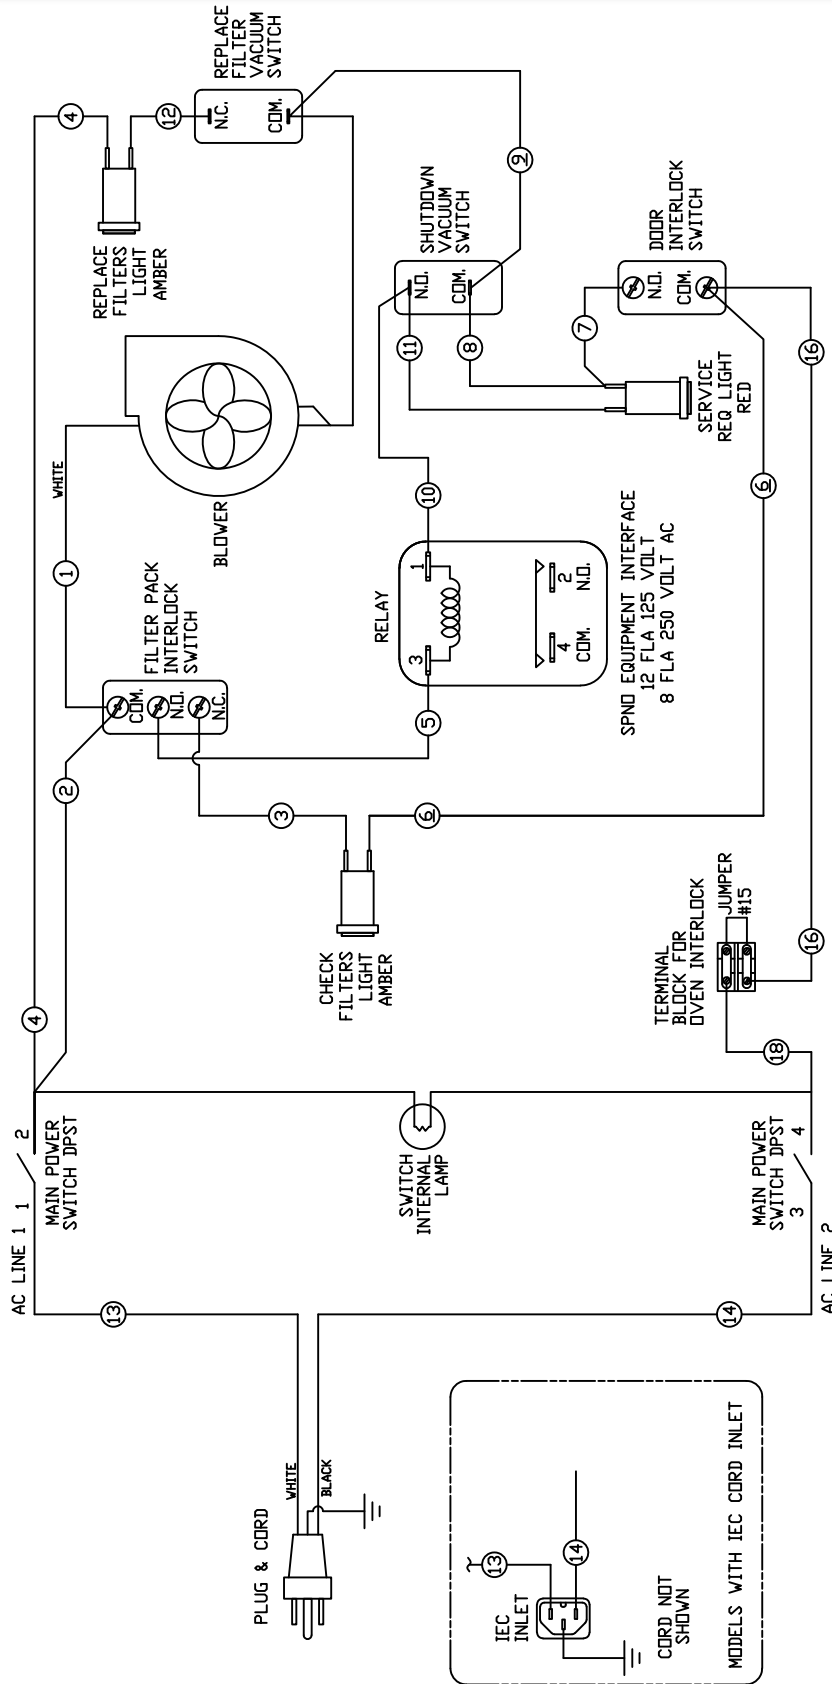 PLUG & CORD
WHITE
BLACK
13
14
AC LINE 1
1
2
MAIN POWER
SWITCH DPST
AC LINE 2
3
4
MAIN POWER
SWITCH DPST
SWITCH
INTERNAL
LAMP
4
2
18
16
TERMINAL
BLOCK FOR
OVEN INTERLOCK
JUMPER
#15
CHECK
FILTERS
LIGHT
AMBER
3
6
FILTER PACK
INTERLOCK
SWITCH
COM.
N.O.
N.C.
5
1
WHITE
BLOWER
RELAY
3
1
4
COM.
2
N.O.
SPNO EQUIPMENT INTERFACE
12 FLA 125 VOLT
8 FLA 250 VOLT AC
10
6
REPLACE
FILTERS
LIGHT
AMBER
4
12
REPLACE
FILTER
VACUUM
SWITCH
N.C.
COM.
9
SHUTDOWN
VACUUM
SWITCH
N.O.
COM.
11
8
7
SERVICE
REQ LIGHT
RED
DOOR
INTERLOCK
SWITCH
N.O.
COM.
16
IEC
INLET
13
14
CORD NOT
SHOWN
MODELS WITH IEC CORD INLET